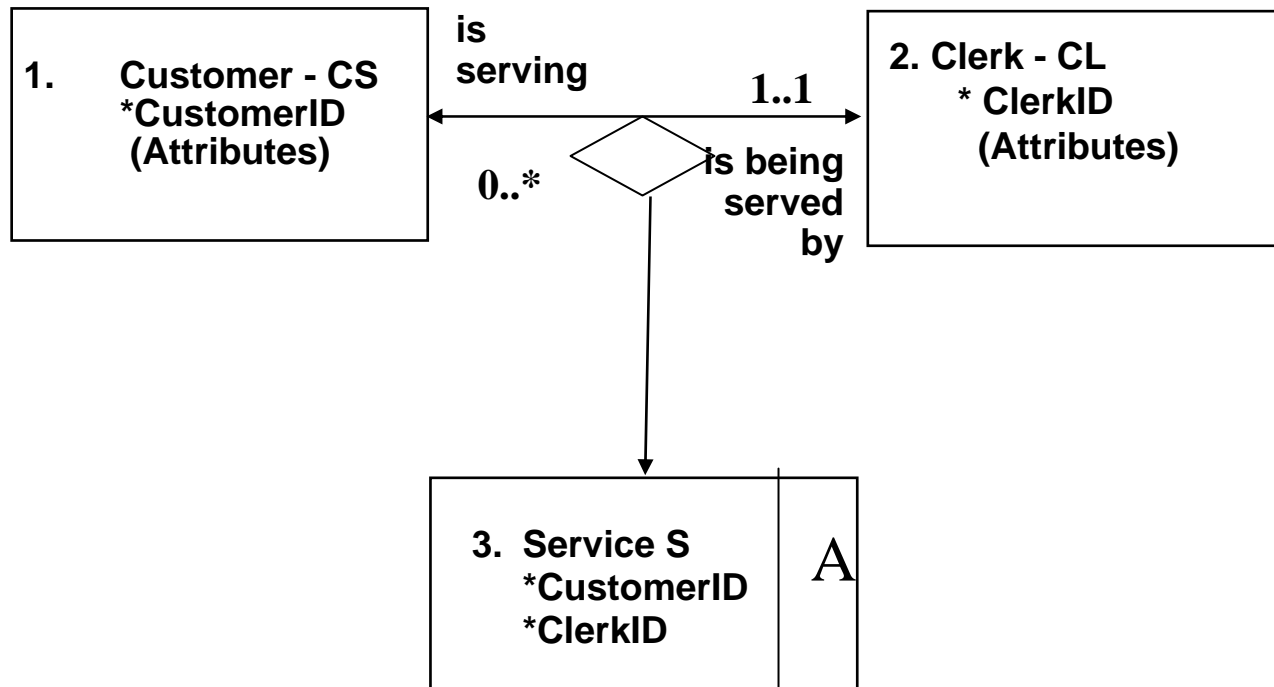 1. Customer - CS
*CustomerID
(Attributes)
is
serving
1..1
0..*
is being
served
by
2. Clerk - CL
* ClerkID
(Attributes)
3. Service S
*CustomerID
*ClerkID
A